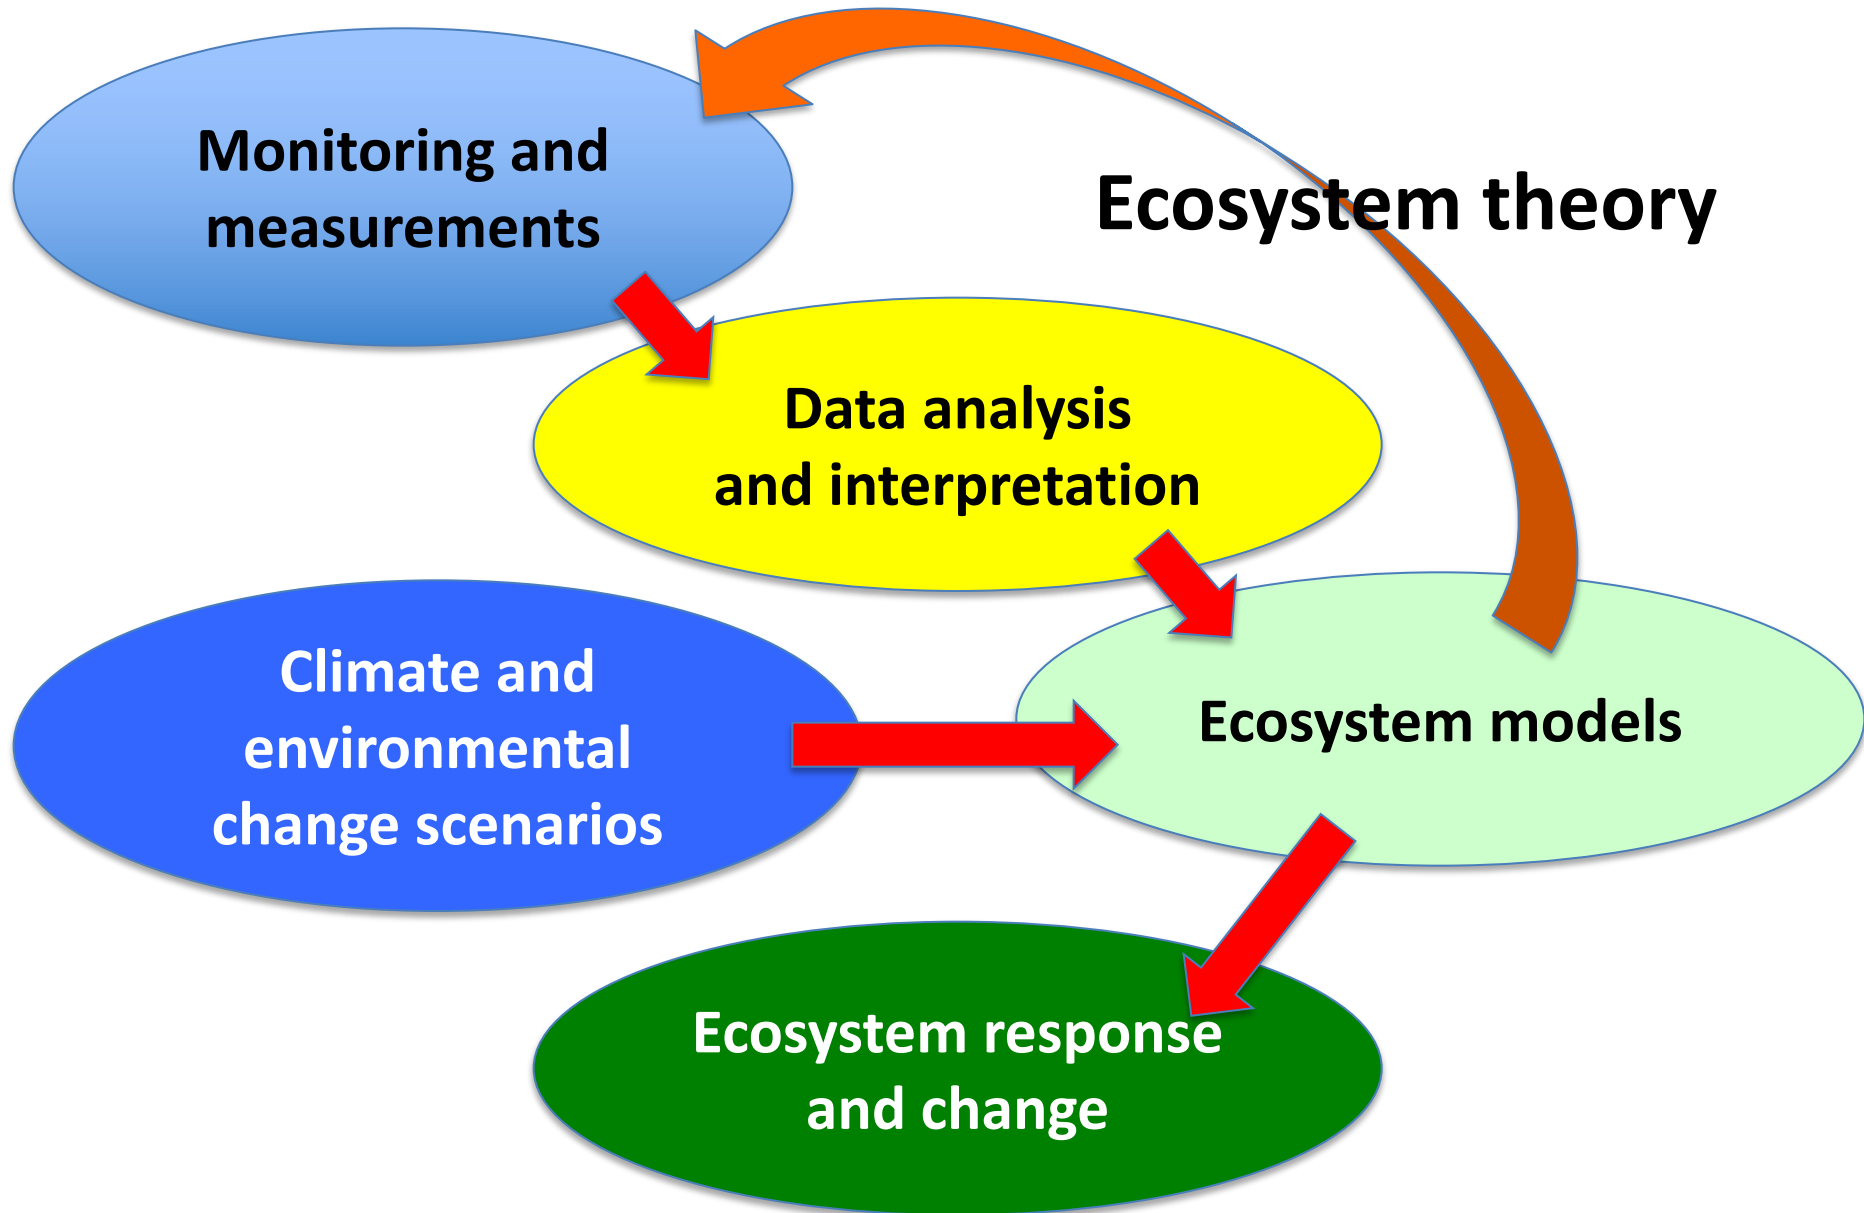 Monitoring and
measurements
Ecosystem theory
Data analysis
and interpretation
Climate and
environmental
change scenarios
Ecosystem models
Ecosystem response
and change